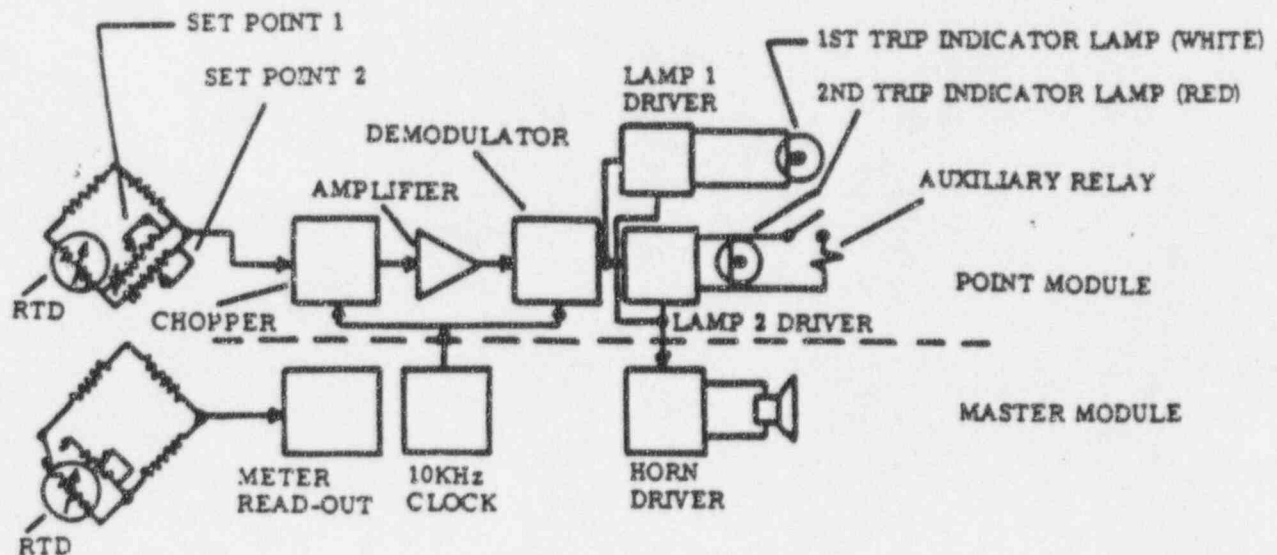 SET POINT 1
SET POINT 2
1ST TRIP INDICATOR LAMP (WHITE)
LAMP 1
DRIVER
2ND TRIP INDICATOR LAMP (RED)
DEMODULATOR
AMPLIFIER
AUXILIARY RELAY
RTD
CHOPPER
LAMP 2 DRIVER
POINT MODULE
MASTER MODULE
METER
READ-OUT
10KHz
CLOCK
HORN
DRIVER
RTD